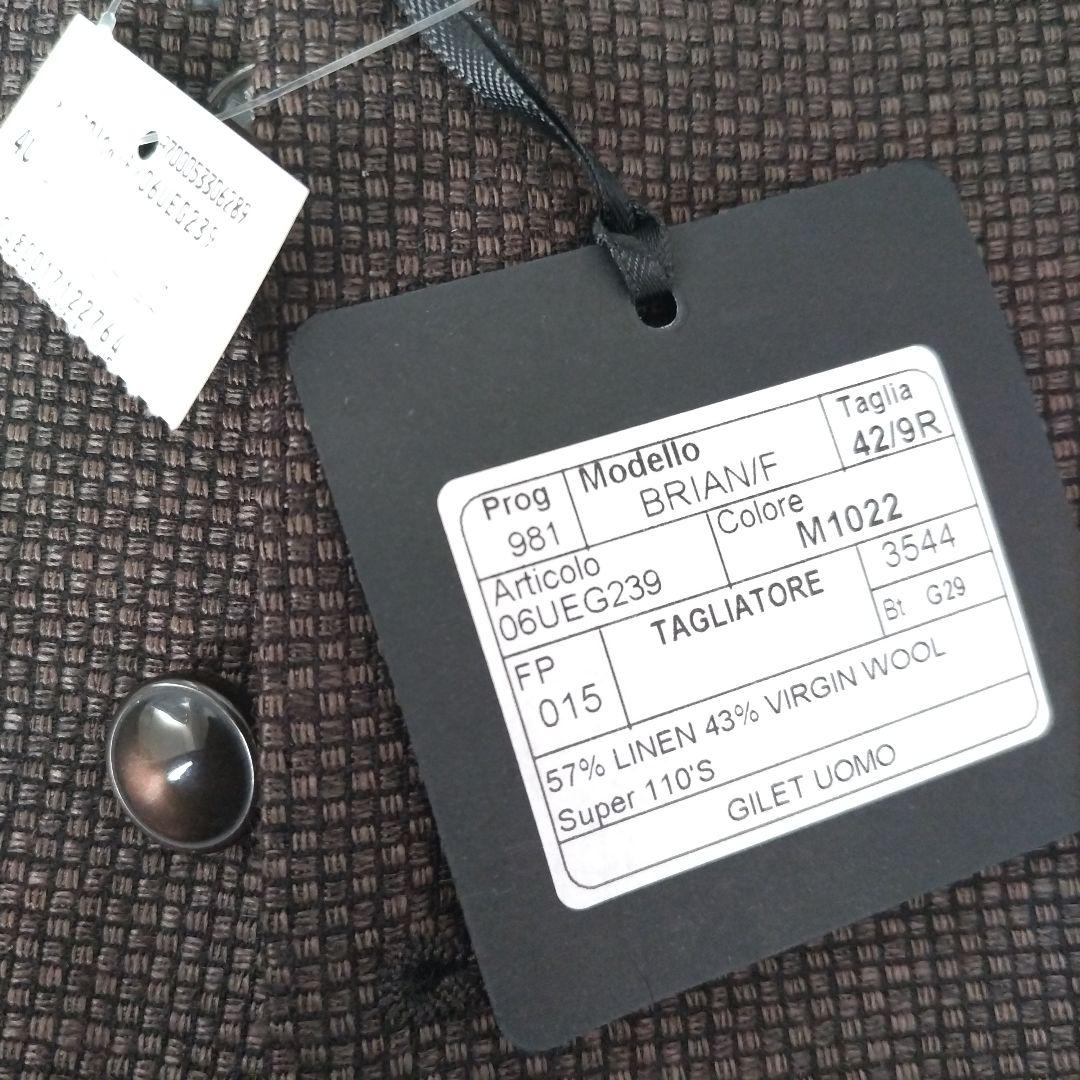 Prog
981
Modello
BRIAN/F
Taglia
42/9R
Articolo
06UEG239
Colore
M1022
FP
015
TAGLIATORE
3544
Bt G29
57% LINEN 43% VIRGIN WOOL
Super 110'S
GILET UOMO
06UEG239